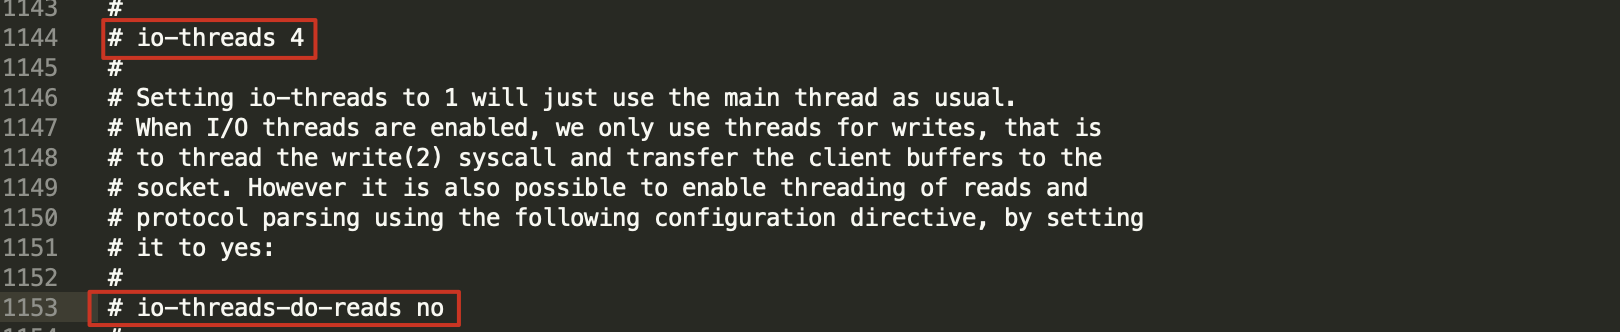 1143 #
1144 # io-threads 4
1145 #
1146 # Setting io-threads to 1 will just use the main thread as usual.
1147 # When I/O threads are enabled, we only use threads for writes, that is
1148 # to thread the write(2) syscall and transfer the client buffers to the
1149 # socket. However it is also possible to enable threading of reads and
1150 # protocol parsing using the following configuration directive, by setting
1151 # it to yes:
1152 #
1153 # io-threads-do-reads no